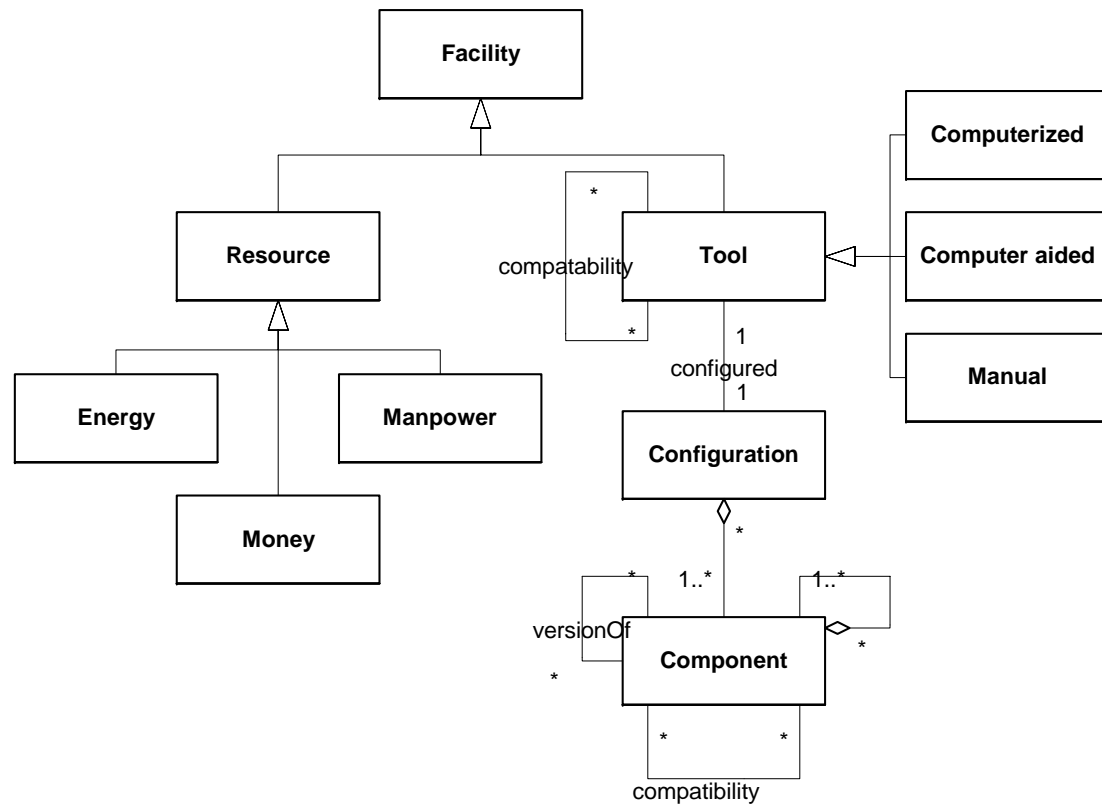 Facility
Computerized
*
Resource
Tool
Computer aided
compatability
*
1
configured
Manual
1
Energy
Manpower
Configuration
Money
*
*
1..*
1..*
versionOf
*
Component
*
*
*
compatibility